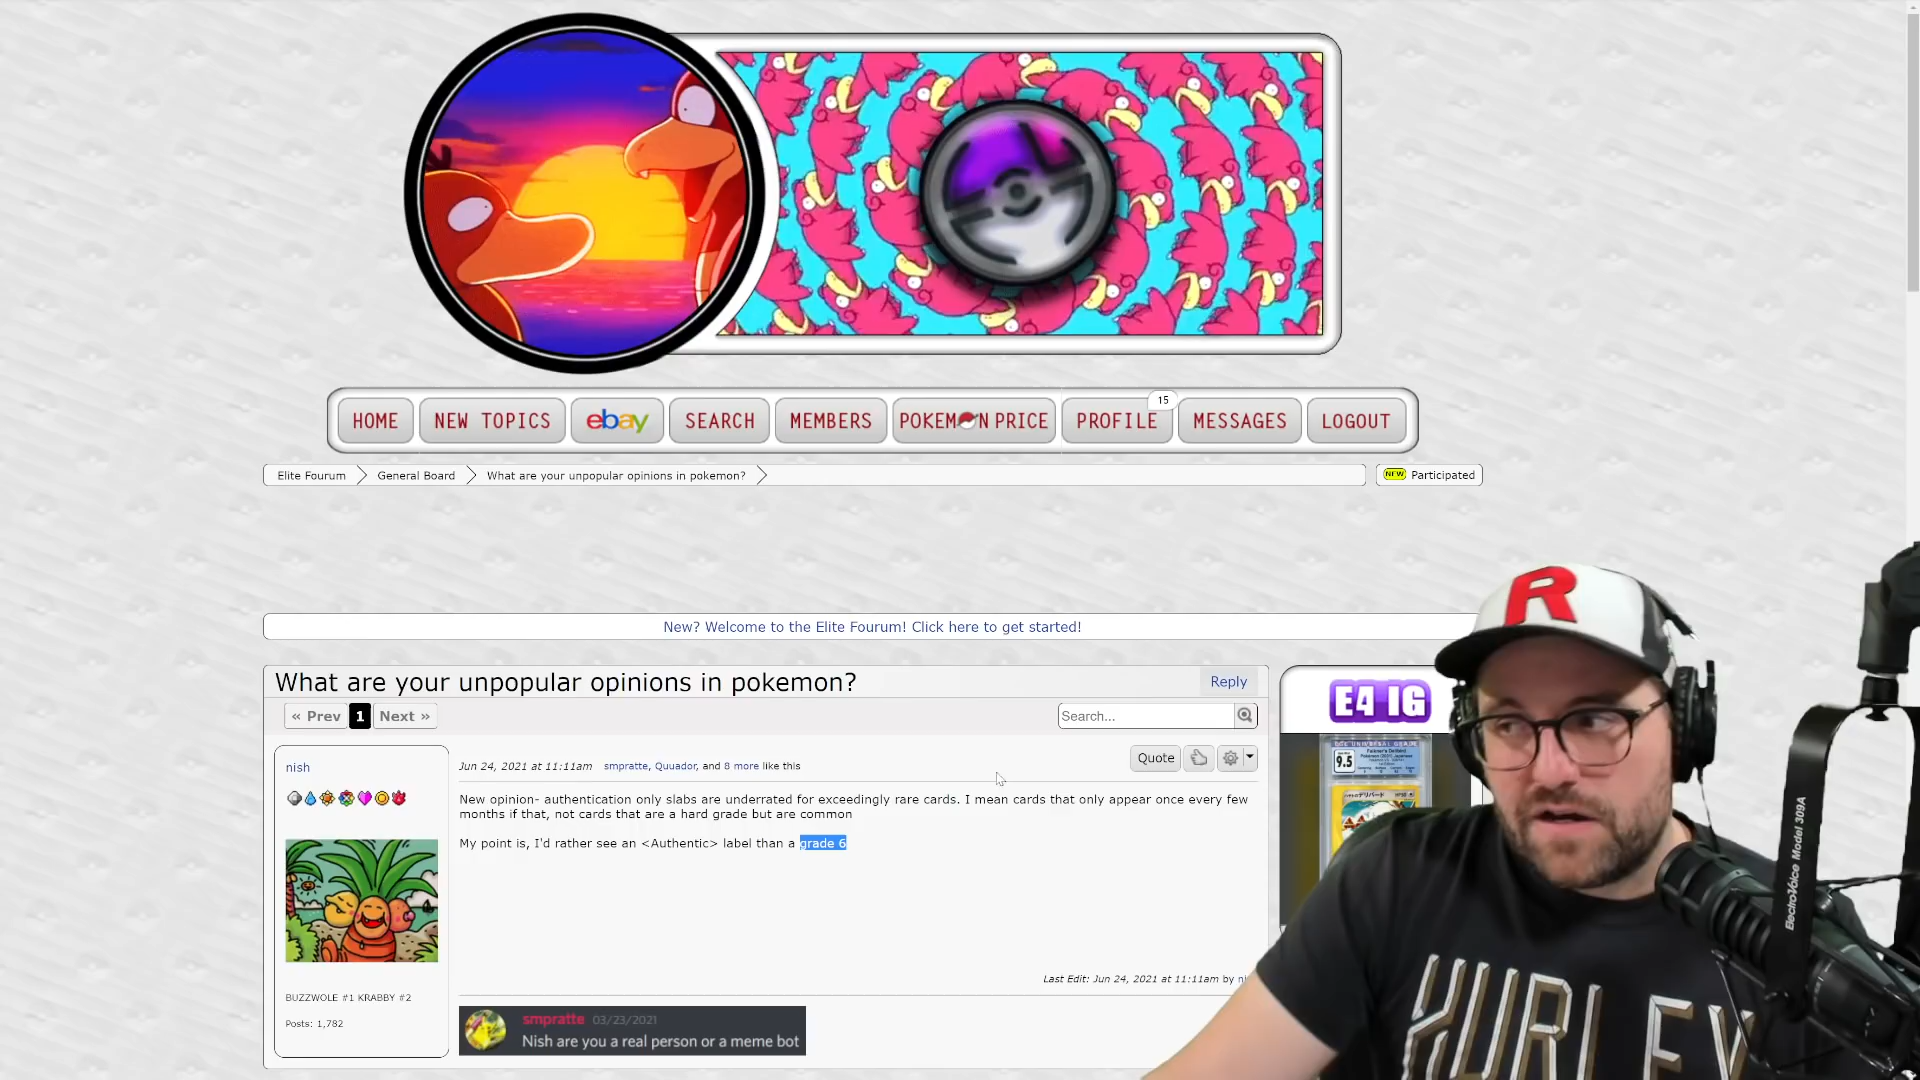 HOME
NEW TOPICS
ebay
SEARCH
MEMBERS
POKEM N PRICE
PROFILE
15
MESSAGES
LOGOUT
Elite Fourum
General Board
What are your unpopular opinions in pokemon?
NEW Participated
New? Welcome to the Elite Fourum! Click here to get started!
What are your unpopular opinions in pokemon?
Reply
« Prev 1 Next »
Search...
E4 IG
nish
Jun 24, 2021 at 11:11am smpratte, Quuador, and 8 more like this
Quote
New opinion- authentication only slabs are underrated for exceedingly rare cards. I mean cards that only appear once every few
months if that, not cards that are a hard grade but are common
My point is, I'd rather see an <Authentic> label than a grade 6
9.5
BUZZWOLE #1 KRABBY #2
Posts: 1,782
Last Edit: Jun 24, 2021 at 11:11am by
smpratte 03/23/2021
Nish are you a real person or a meme bot
R
HURLEY
ElectroVoice Model 309A